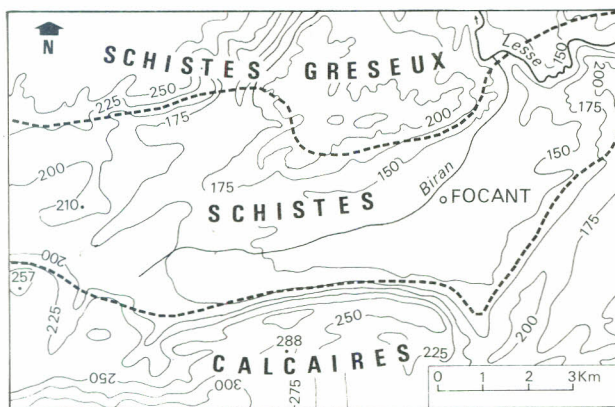 N
SCHISTES GRESEUX
Lesse
150
200
225 250
175
200
175
200
150
150
175
Biran
FOCANT
210
SCHISTES
175
200
257
225
288
250
CALCAIRES
225
200
250
300
275
0 1 2 3Km